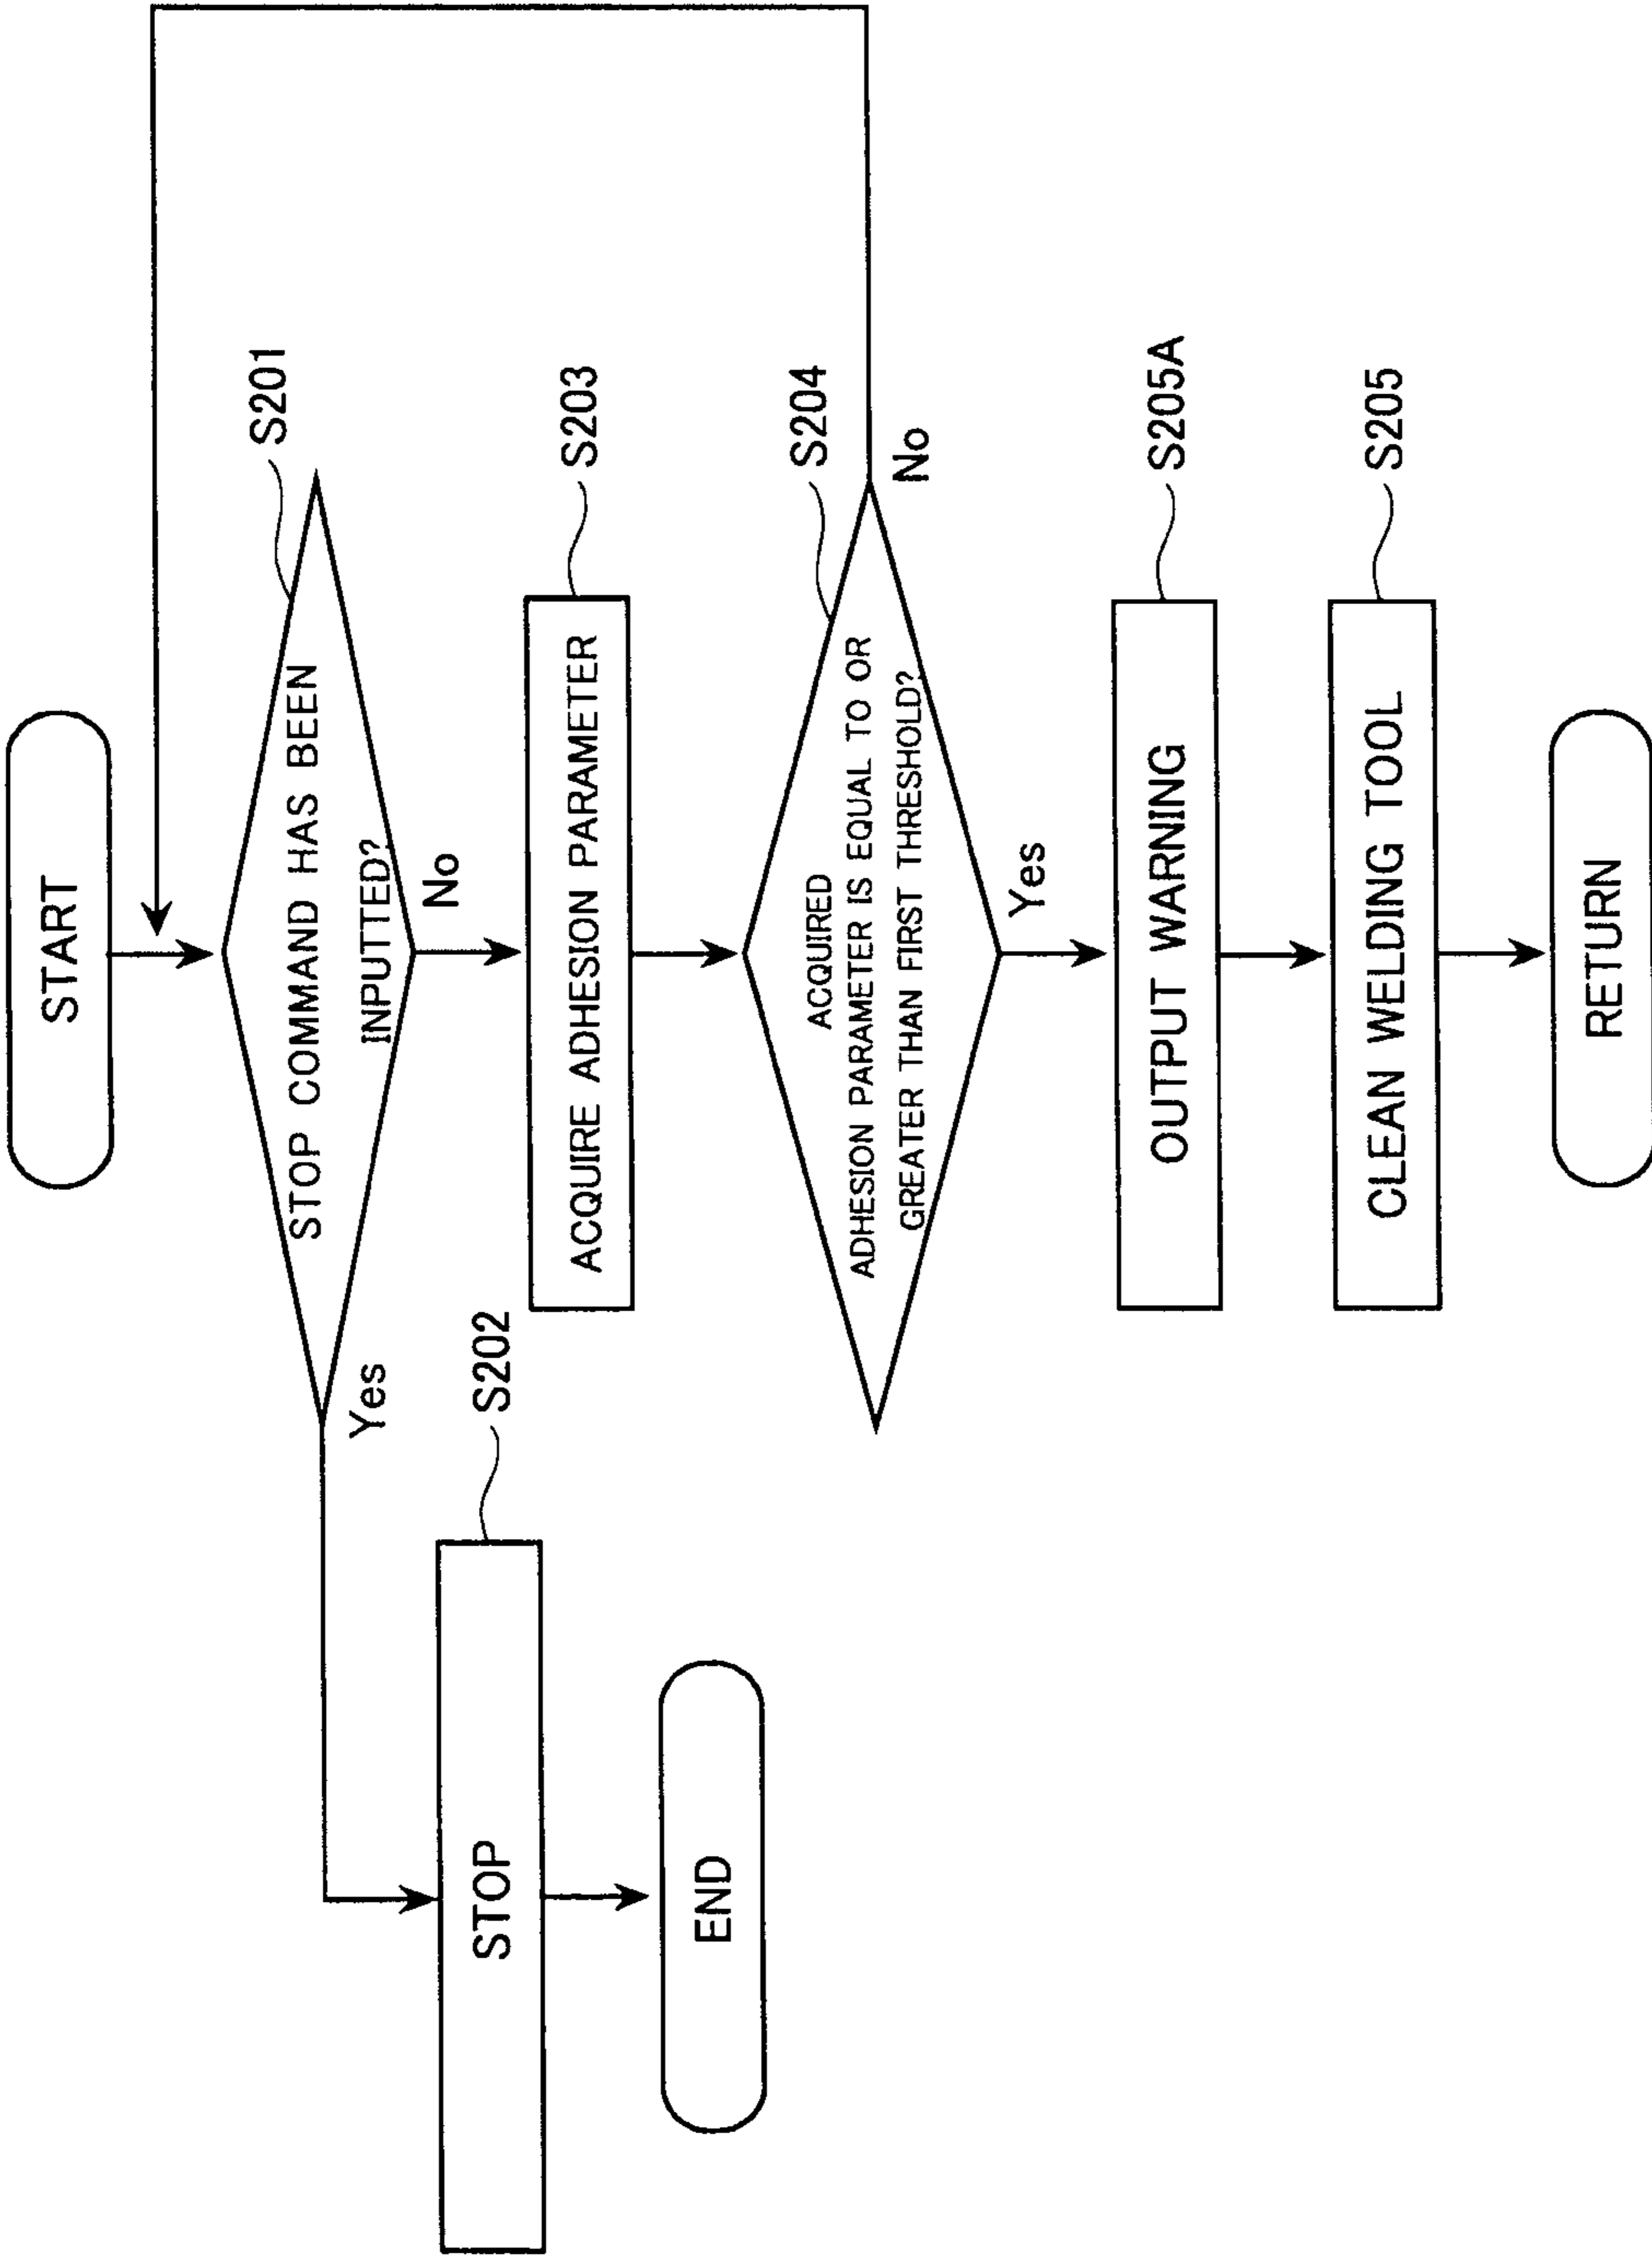 START
STOP COMMAND HAS BEEN
INPUTTED?
S201
Yes
No
S202
STOP
END
ACQUIRE ADHESION PARAMETER
S203
ACQUIRED
ADHESION PARAMETER IS EQUAL TO OR
GREATER THAN FIRST THRESHOLD?
S204
No
Yes
OUTPUT WARNING
S205A
CLEAN WELDING TOOL
S205
RETURN